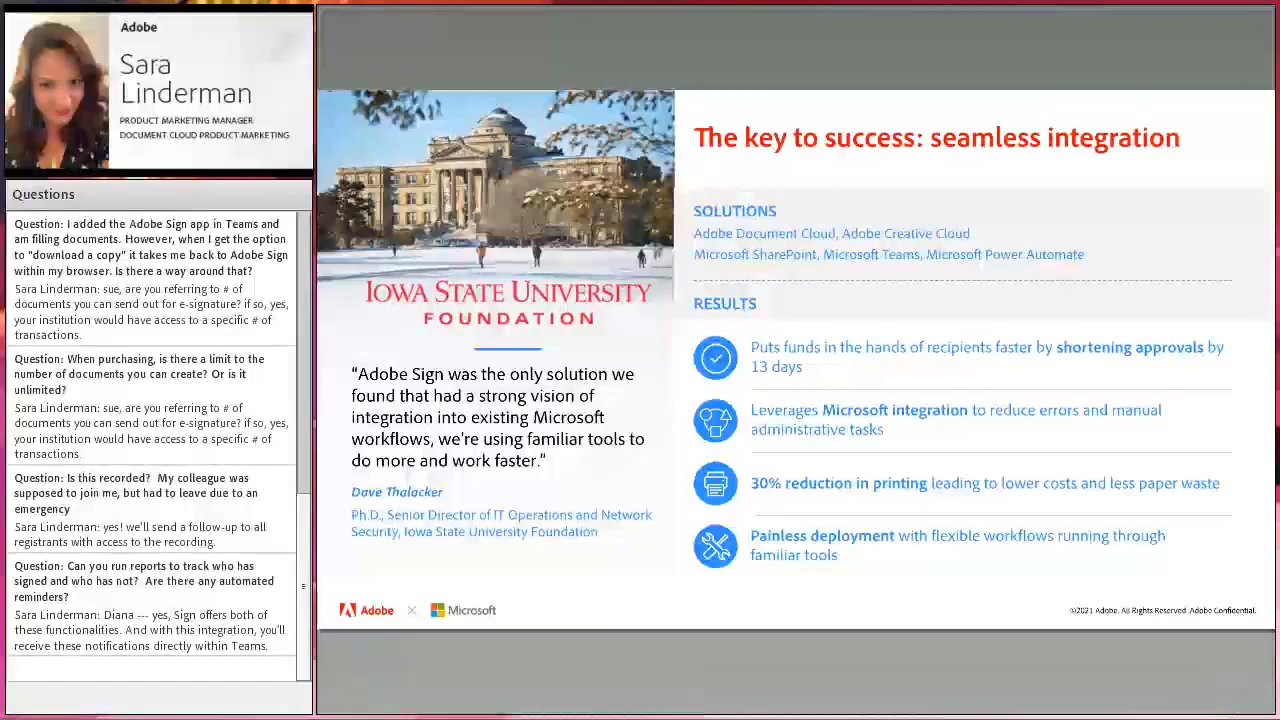 Adobe
Sara
Linderman
PRODUCT MARKETING MANAGER
DOCUMENT CLOUD PRODUCT MARKETING
Questions
Question: I added the Adobe Sign app in Teams and
am filling documents. However, when I get the option
to "download a copy" it takes me back to Adobe Sign
within my browser. Is there a way around that?
Sara Linderman: sue, are you referring to # of
documents you can send out for e-signature? if so, yes,
your institution would have access to a specific # of
transactions.
Question: When purchasing, is there a limit to the
number of documents you can create? Or is it
unlimited?
Sara Linderman: sue, are you referring to # of
documents you can send out for e-signature? if so, yes,
your institution would have access to a specific # of
transactions.
Question: Is this recorded?  My colleague was
supposed to join me, but had to leave due to an
emergency
Sara Linderman: yes! we'll send a follow-up to all
registrants with access to the recording.
Question: Can you run reports to track who has
signed and who has not?  Are there any automated
reminders?
Sara Linderman: Diana --- yes, Sign offers both of
these functionalities. And with this integration, you'll
receive these notifications directly within Teams.
IOWA STATE UNIVERSITY
FOUNDATION
“Adobe Sign was the only solution we
found that had a strong vision of
integration into existing Microsoft
workflows, we're using familiar tools to
do more and work faster.”
Dave Thalacker
Ph.D., Senior Director of IT Operations and Network
Security, Iowa State University Foundation
The key to success: seamless integration
SOLUTIONS
Adobe Document Cloud, Adobe Creative Cloud
Microsoft SharePoint, Microsoft Teams, Microsoft Power Automate
RESULTS
Puts funds in the hands of recipients faster by shortening approvals by
13 days
Leverages Microsoft integration to reduce errors and manual
administrative tasks
30% reduction in printing leading to lower costs and less paper waste
Painless deployment with flexible workflows running through
familiar tools
Adobe × Microsoft
©2021 Adobe. All Rights Reserved. Adobe Confidential.